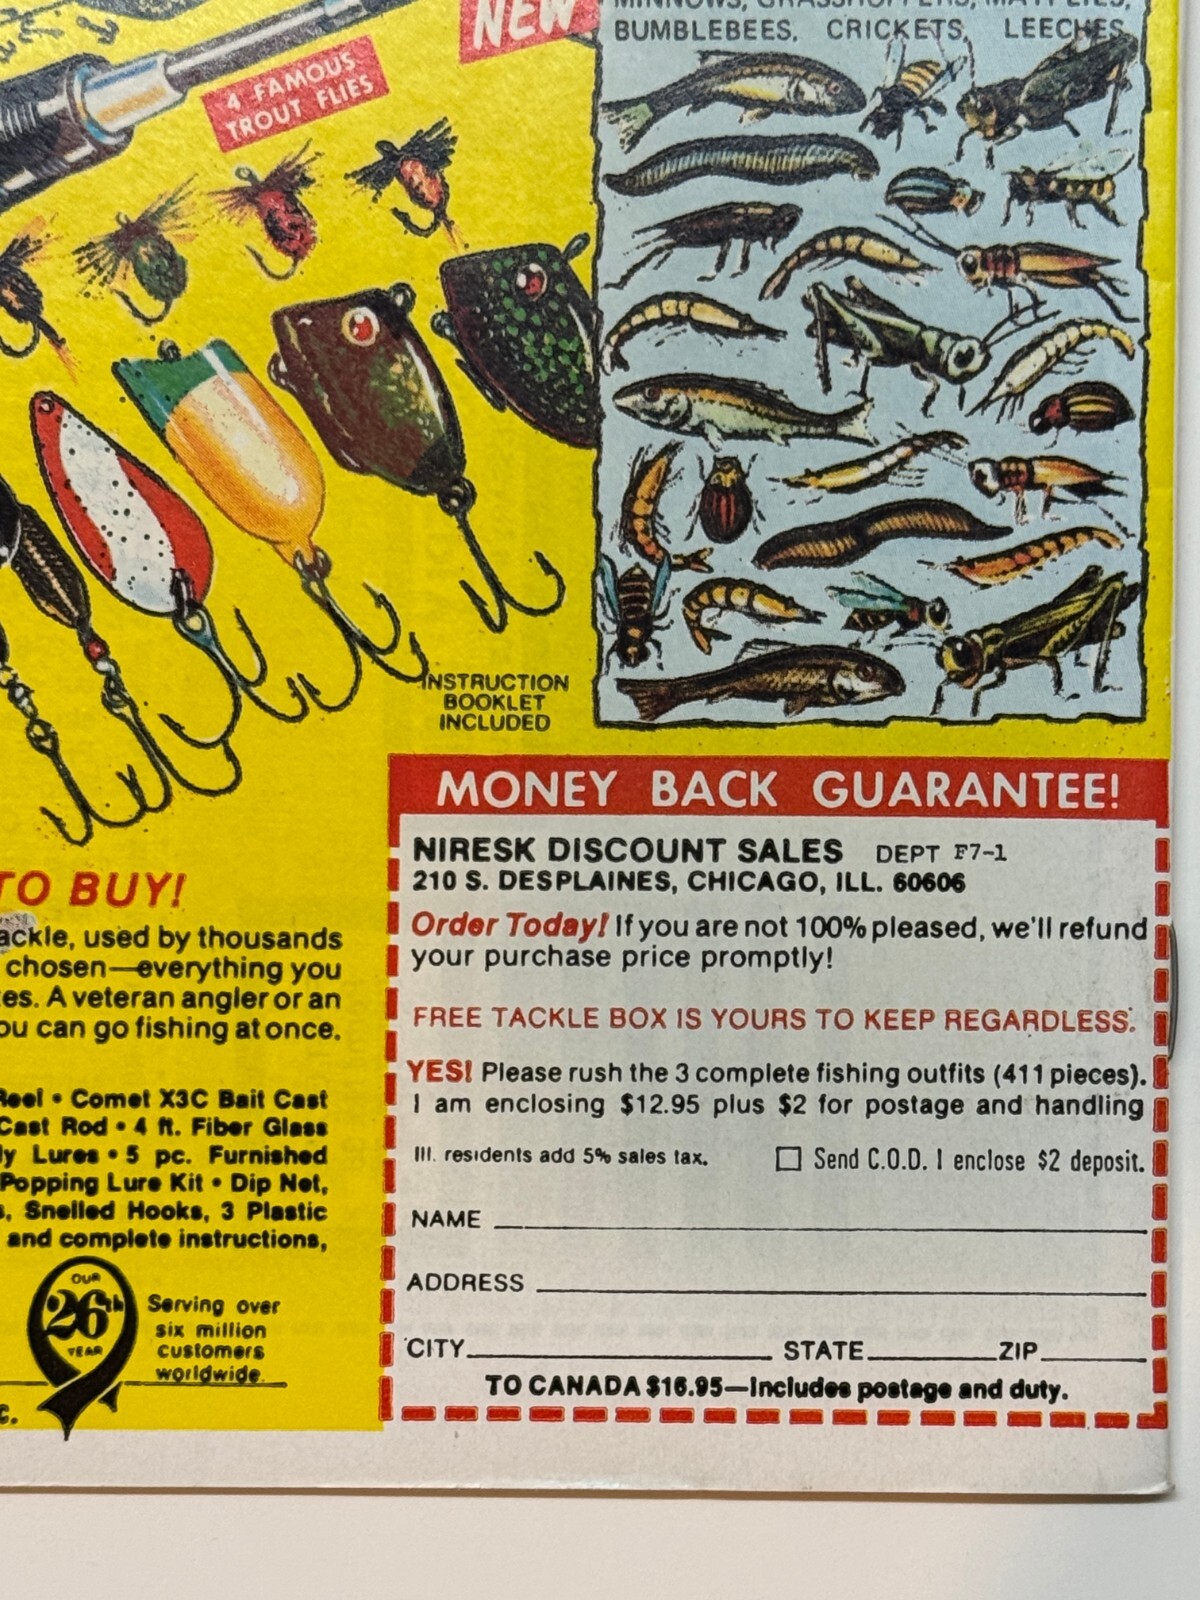 NEW
MINNOWS, GRASSHOPPERS, MAYFLIES,
BUMBLEBEES, CRICKETS, LEECHES,
4 FAMOUS
TROUT FLIES
INSTRUCTION
BOOKLET
INCLUDED
TO BUY!
ackle, used by thousands
chosen—everything you
es. A veteran angler or an
ou can go fishing at once.
Reel • Comet X3C Bait Cast
Cast Rod • 4 ft. Fiber Glass
ly Lures • 5 pc. Furnished
Popping Lure Kit • Dip Net,
s, Snelled Hooks, 3 Plastic
and complete instructions,
OUR
26th
YEAR
Serving over
six million
customers
worldwide.
C.
MONEY BACK GUARANTEE!
NIRESK DISCOUNT SALES DEPT F7-1
210 S. DESPLAINES, CHICAGO, ILL. 60606
Order Today! If you are not 100% pleased, we'll refund
your purchase price promptly!
FREE TACKLE BOX IS YOURS TO KEEP REGARDLESS.
YES! Please rush the 3 complete fishing outfits (411 pieces).
I am enclosing $12.95 plus $2 for postage and handling
Ill. residents add 5% sales tax. Send C.O.D. I enclose $2 deposit.
NAME
ADDRESS
CITY STATE ZIP
TO CANADA $16.95—Includes postage and duty.